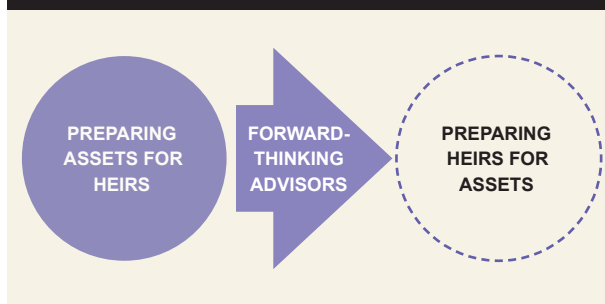 PREPARING
ASSETS FOR
HEIRS
FORWARD-
THINKING
ADVISORS
PREPARING
HEIRS FOR
ASSETS